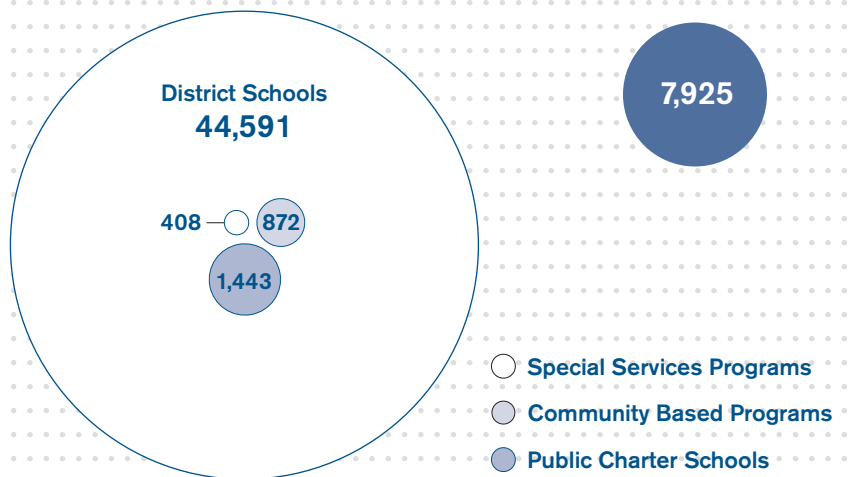 District Schools
44,591
7,925
408
872
1,443
Special Services Programs
Community Based Programs
Public Charter Schools